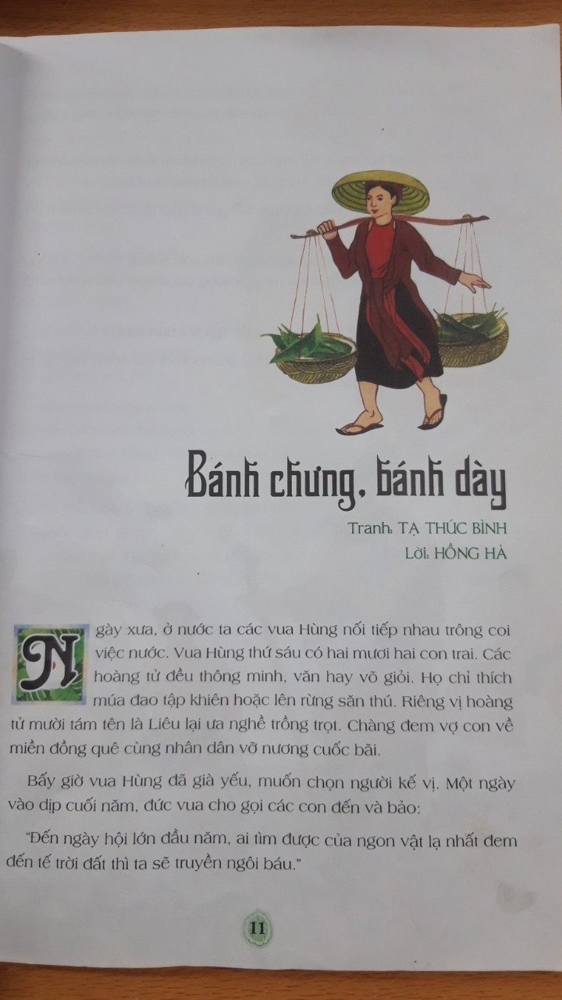 Bánh chưng, bánh dày
Tranh: TẠ THÚC BÌNH
Lời: HỒNG HÀ
Ngày xưa, ở nước ta các vua Hùng nối tiếp nhau trông coi
việc nước. Vua Hùng thứ sáu có hai mươi hai con trai. Các
hoàng tử đều thông minh, văn hay võ giỏi. Họ chỉ thích
múa đao tập khiên hoặc lên rừng săn thú. Riêng vị hoàng
tử mười tám tên là Liêu lại ưa nghề trồng trọt. Chàng đem vợ con về
miền đồng quê cùng nhân dân vỡ nương cuốc bãi.
Bấy giờ vua Hùng đã già yếu, muốn chọn người kế vị. Một ngày
vào dịp cuối năm, đức vua cho gọi các con đến và bảo:
“Đến ngày hội lớn đầu năm, ai tìm được của ngon vật lạ nhất đem
đến tế trời đất thì ta sẽ truyền ngôi báu.”
11